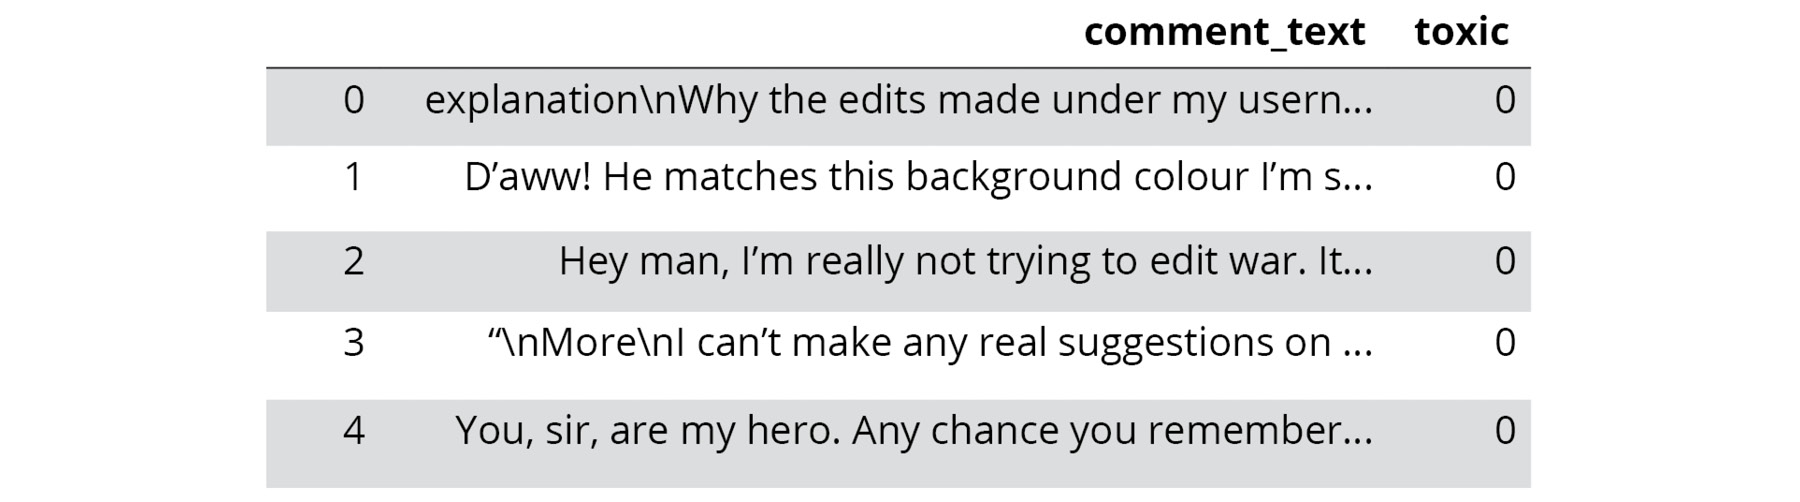 comment_text toxic
0 explanation\nWhy the edits made under my usern... 0
1 D’aww! He matches this background colour I’m s... 0
2 Hey man, I’m really not trying to edit war. It... 0
3 “\nMore\nI can’t make any real suggestions on ... 0
4 You, sir, are my hero. Any chance you remember... 0